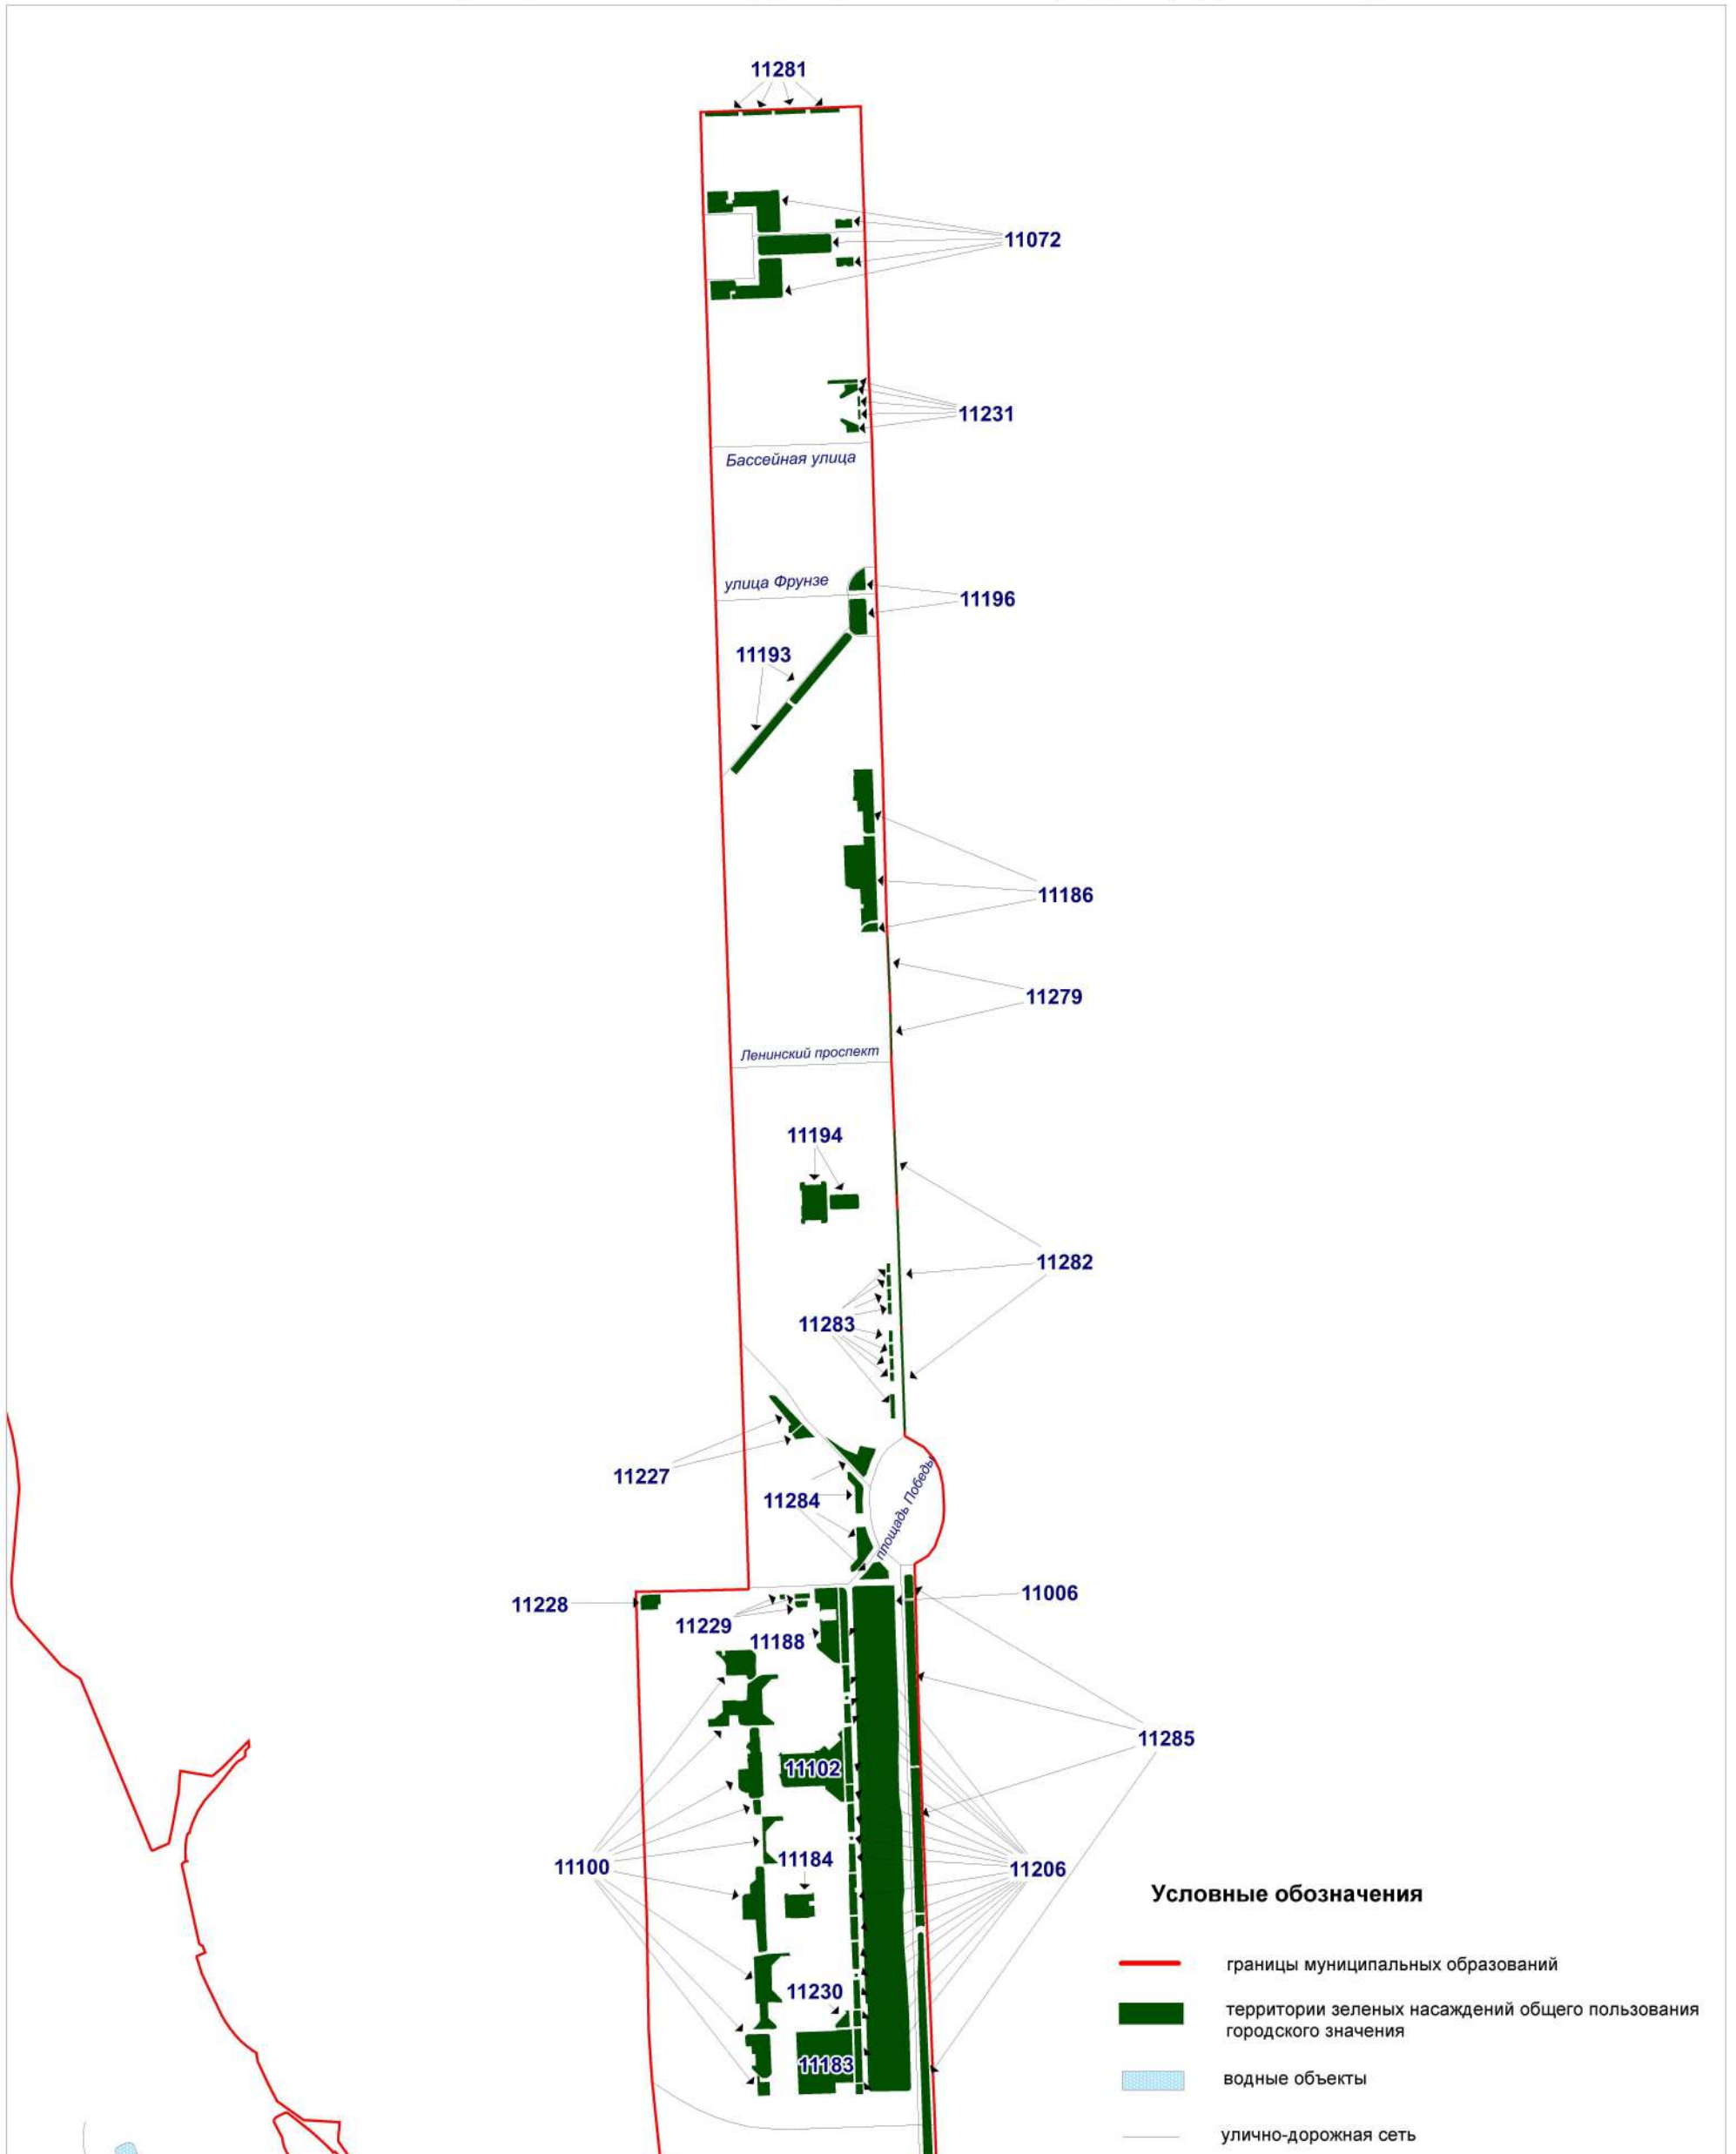 11281
11072
11231
Бассейная улица
улица Фрунзе
11196
11193
11186
11279
Ленинский проспект
11194
11282
11283
11227
11284
площадь Победы
11228
11006
11229
11188
11285
11102
11100
11184
11206
11230
11183
Условные обозначения
границы муниципальных образований
территории зеленых насаждений общего пользования
городского значения
водные объекты
улично-дорожная сеть